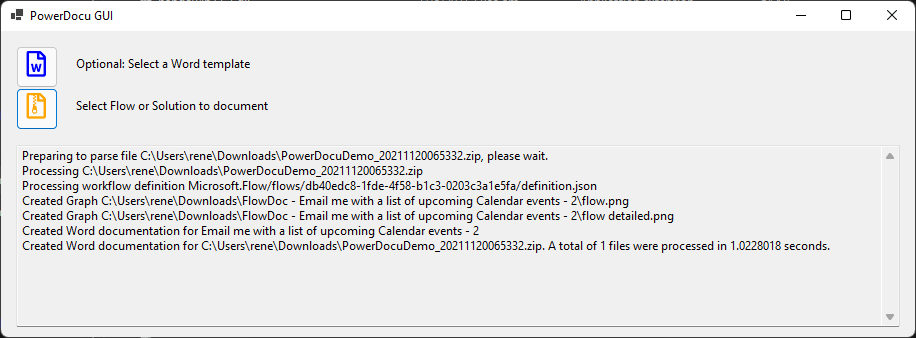 PowerDocu GUI
W
Optional: Select a Word template
Select Flow or Solution to document
Preparing to parse file C:\Users\rene\Downloads\PowerDocuDemo_20211120065332.zip, please wait.
Processing C:\Users\rene\Downloads\PowerDocuDemo_20211120065332.zip
Processing workflow definition Microsoft.Flow/flows/db40edc8-1fde-4f58-b1c3-0203c3a1e5fa/definition.json
Created Graph C:\Users\rene\Downloads\FlowDoc - Email me with a list of upcoming Calendar events - 2\flow.png
Created Graph C:\Users\rene\Downloads\FlowDoc - Email me with a list of upcoming Calendar events - 2\flow detailed.png
Created Word documentation for Email me with a list of upcoming Calendar events - 2
Created Word documentation for C:\Users\rene\Downloads\PowerDocuDemo_20211120065332.zip. A total of 1 files were processed in 1.0228018 seconds.